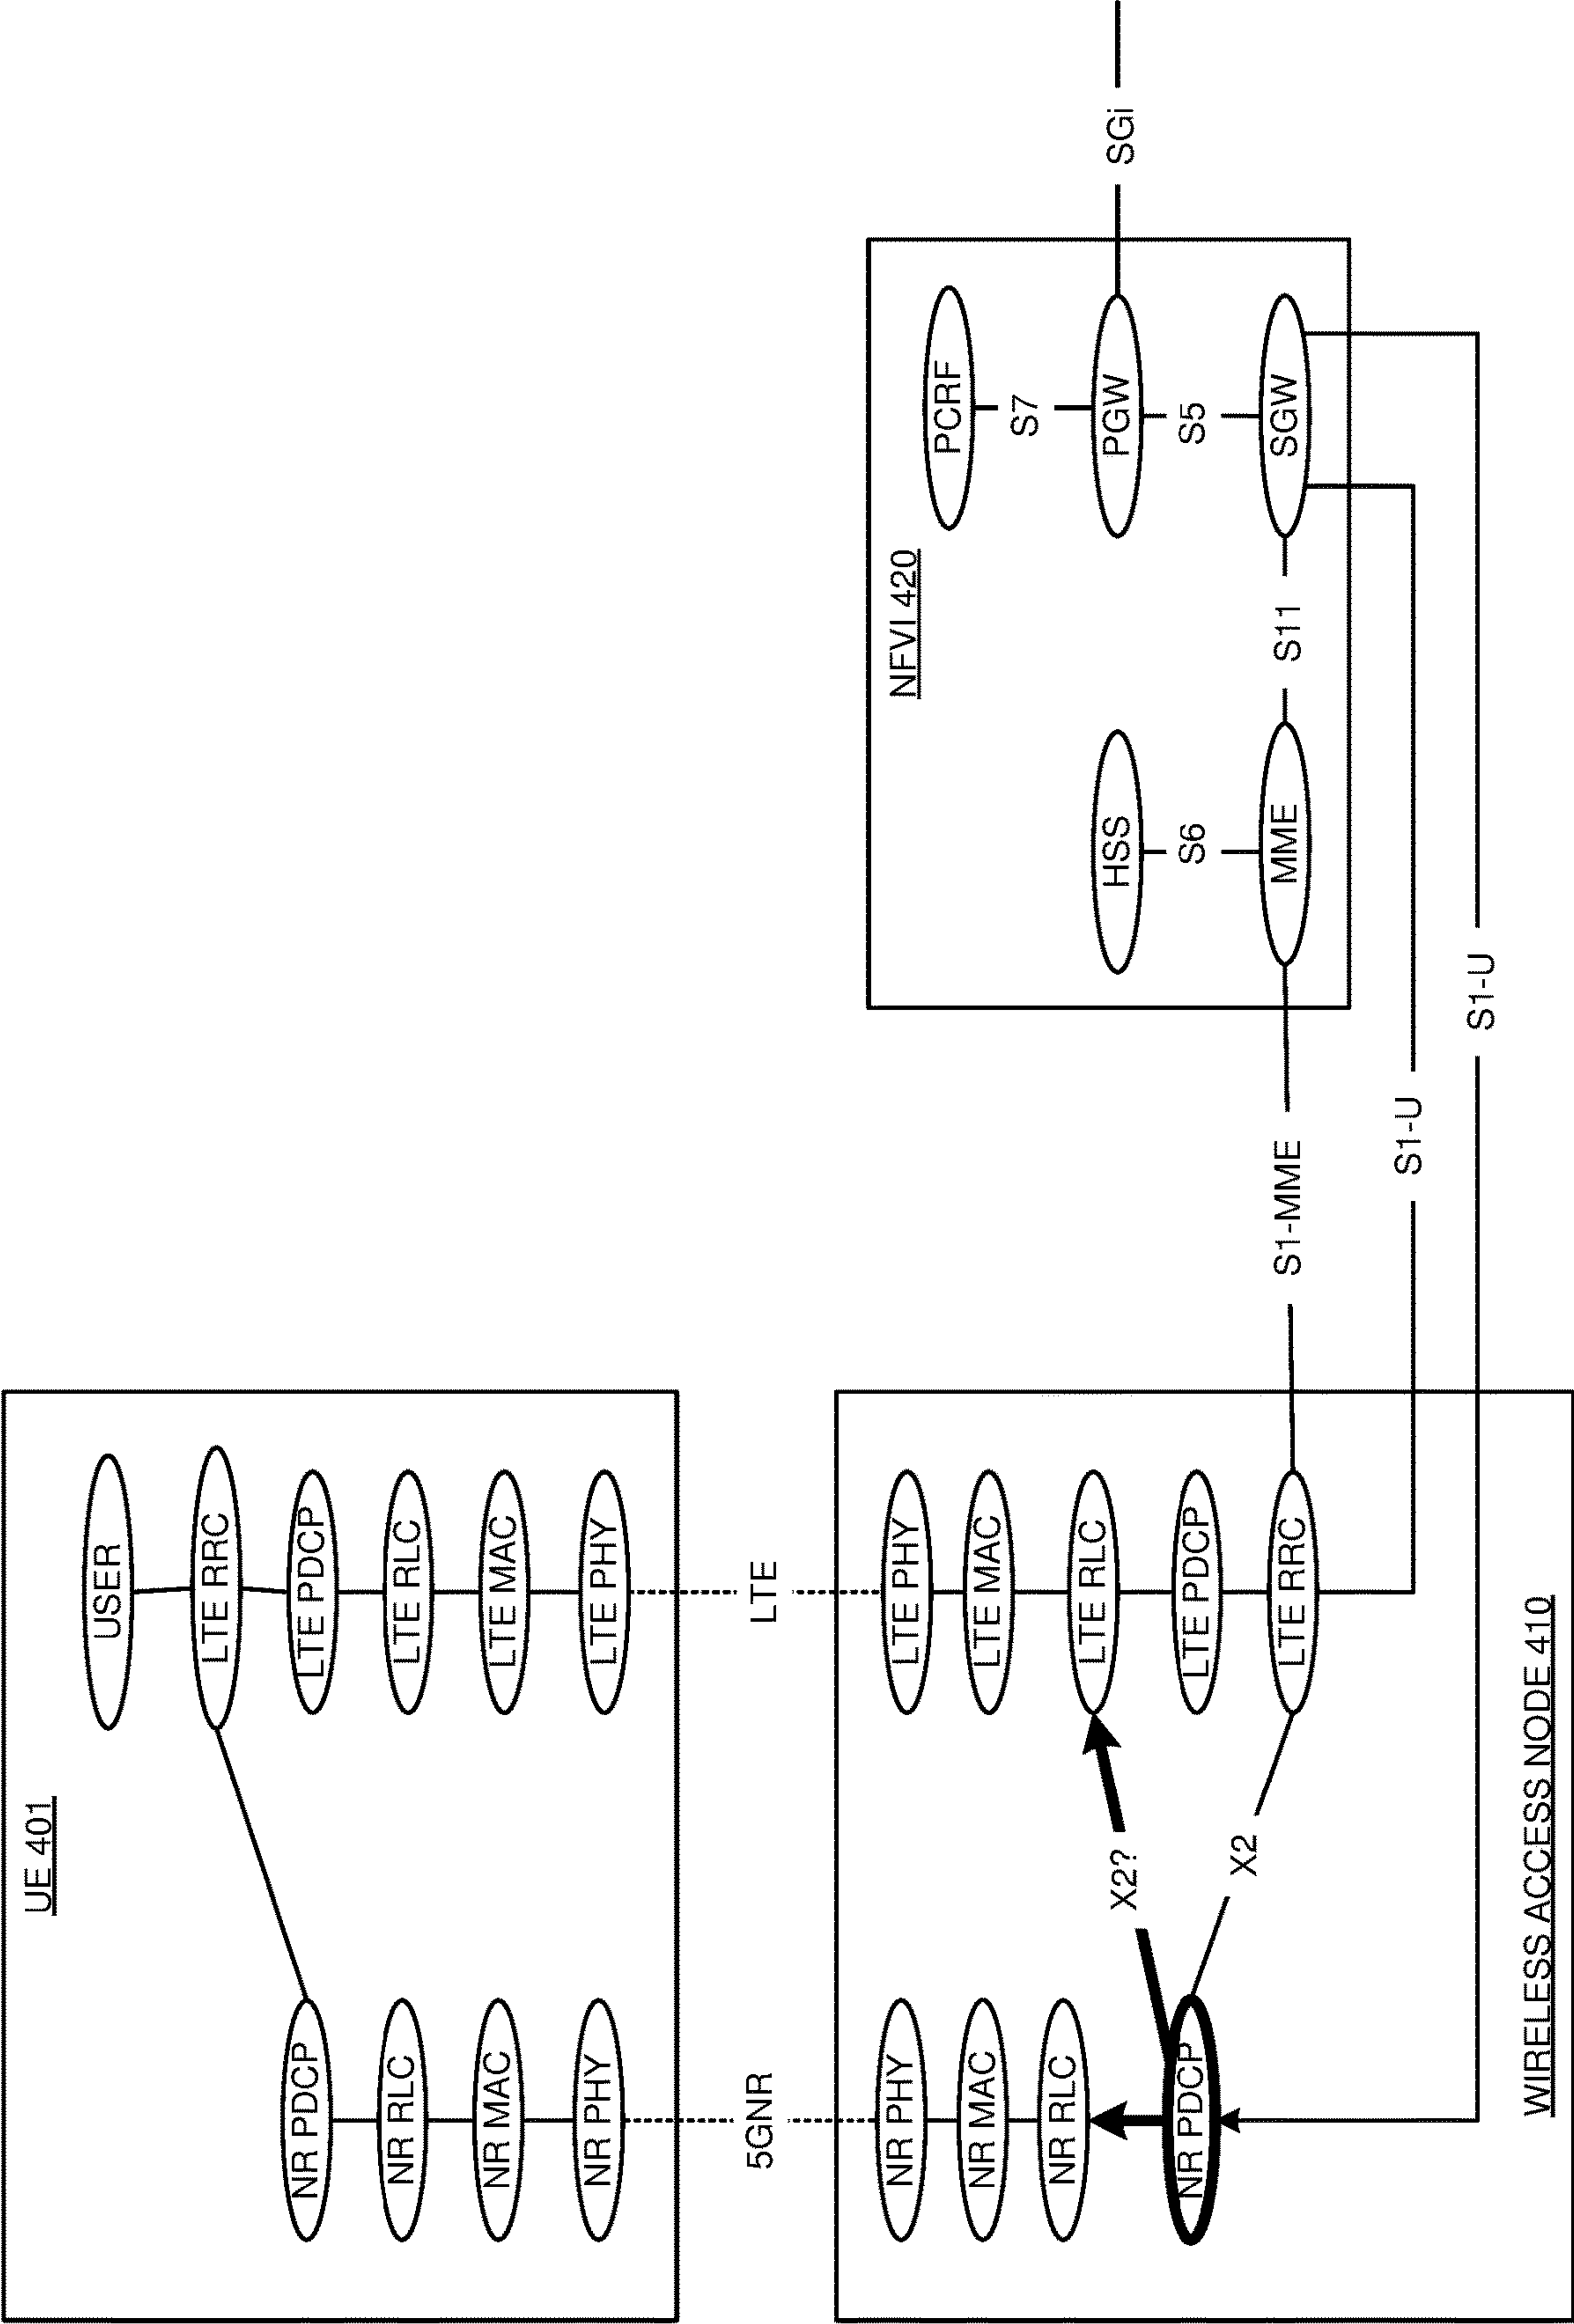 UE 401
USER
LTE RRC
NR PDCP
LTE PDCP
NR RLC
LTE RLC
NR MAC
LTE MAC
NR PHY
LTE PHY
5GNR
LTE
NR PHY
LTE PHY
NR MAC
LTE MAC
NR RLC
LTE RLC
X2?
NR PDCP
LTE PDCP
X2
LTE RRC
WIRELESS ACCESS NODE 410
S1-MME
S1-U
S1-U
NFVI 420
PCRF
S7
HSS
PGW
SGi
S6
S5
MME
S11
SGW